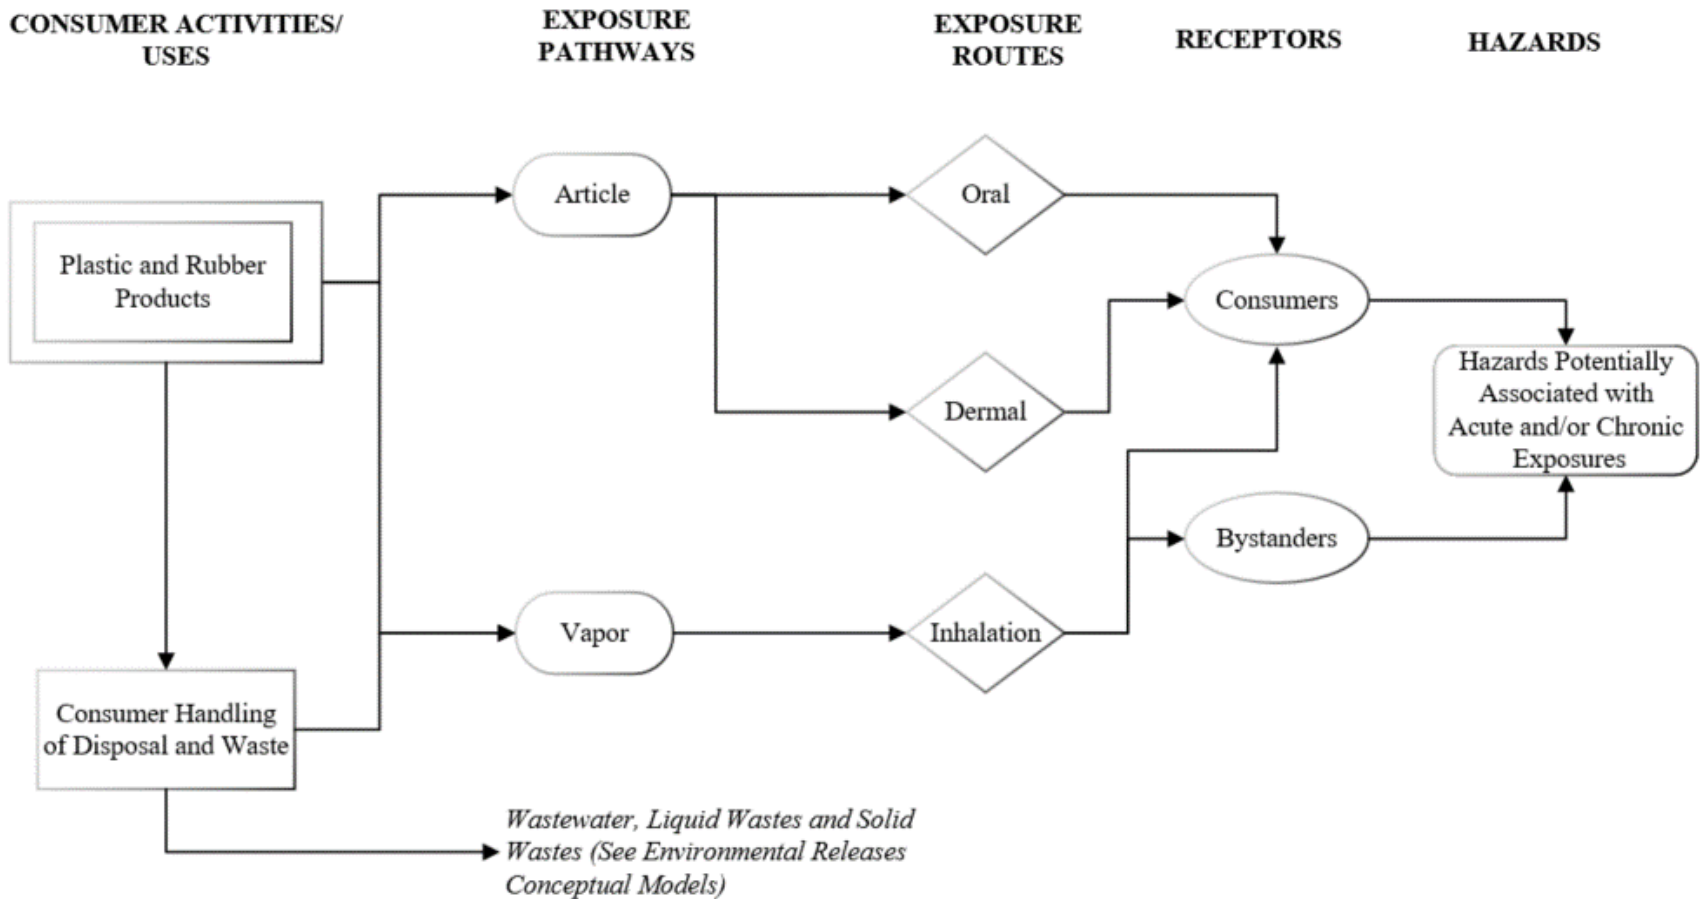 CONSUMER ACTIVITIES/
USES
EXPOSURE
PATHWAYS
EXPOSURE
ROUTES
RECEPTORS
HAZARDS
Plastic and Rubber
Products
Consumer Handling
of Disposal and Waste
Article
Vapor
Wastewater, Liquid Wastes and Solid
Wastes (See Environmental Releases
Conceptual Models)
Oral
Dermal
Inhalation
Consumers
Bystanders
Hazards Potentially
Associated with
Acute and/or Chronic
Exposures